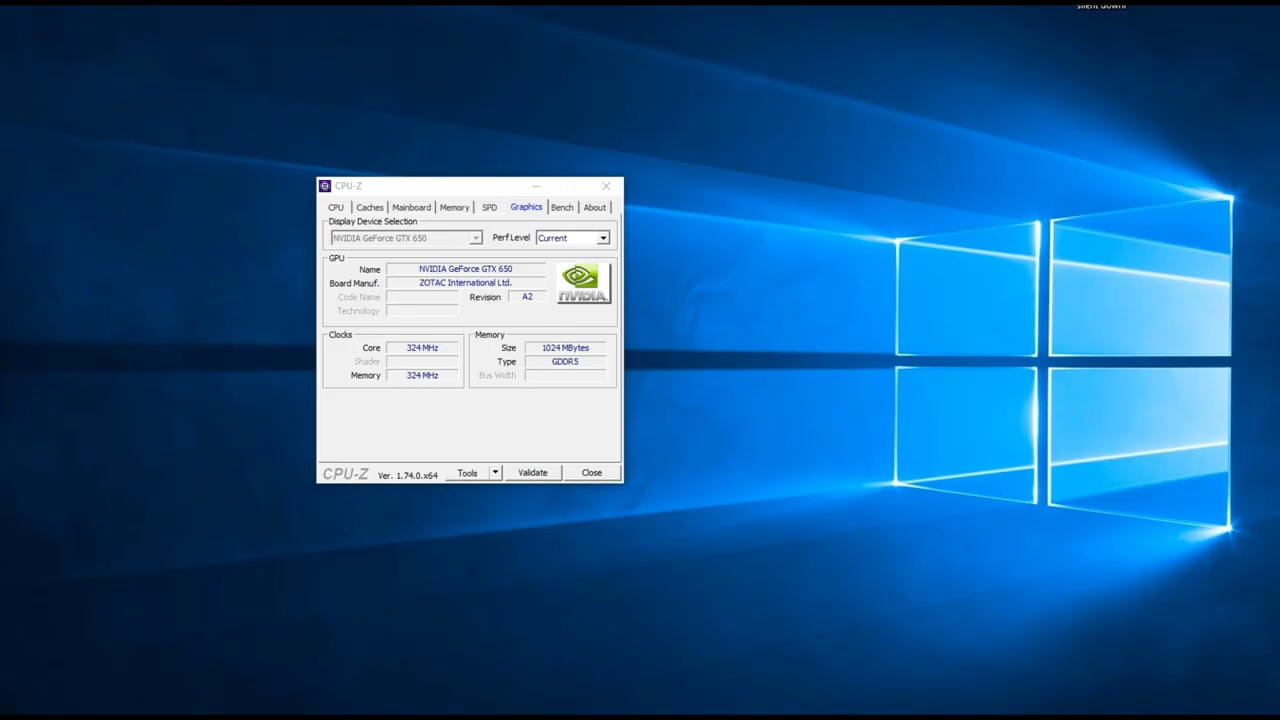 silent down!
CPU-Z
CPU Caches Mainboard Memory SPD Graphics Bench About
Display Device Selection
NVIDIA GeForce GTX 650 Perf Level Current
GPU
Name NVIDIA GeForce GTX 650
Board Manuf. ZOTAC International Ltd.
Code Name Revision A2
Technology
NVIDIA.
Clocks
Core 324 MHz
Shader
Memory 324 MHz
Memory
Size 1024 MBytes
Type GDDR5
Bus Width
CPU-Z Ver. 1.74.0.x64 Tools Validate Close